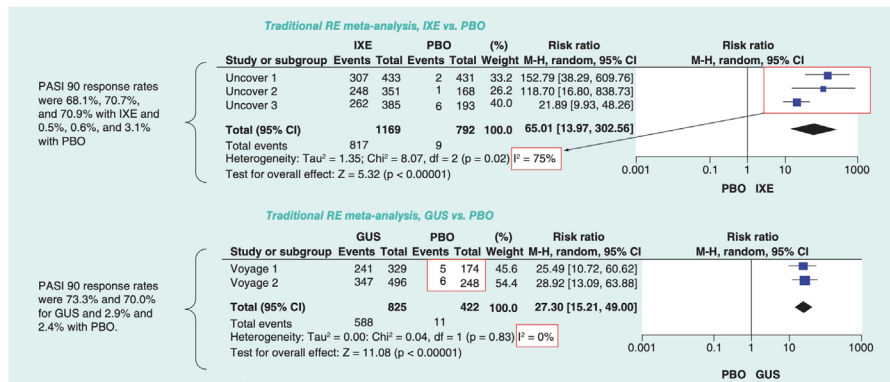 Traditional RE meta-analysis, IXE vs. PBO
IXE PBO (%) Risk ratio Risk ratio
Study or subgroup Events Total Events Total Weight M-H, random, 95% CI M-H, random, 95% CI
Uncover 1 307 433 2 431 33.2 152.79 [38.29, 609.76]
Uncover 2 248 351 1 168 26.2 118.70 [16.80, 838.73]
Uncover 3 262 385 6 193 40.0 21.89 [9.93, 48.26]
Total (95% CI) 1169 792 100.0 65.01 [13.97, 302.56]
Total events 817 9
Heterogeneity: Tau² = 1.35; Chi² = 8.07, df = 2 (p = 0.02) I² = 75%
Test for overall effect: Z = 5.32 (p < 0.00001)
0.001 0.1 1 10 1000
PBO IXE
PASI 90 response rates
were 68.1%, 70.7%,
and 70.9% with IXE and
0.5%, 0.6%, and 3.1%
with PBO
Traditional RE meta-analysis, GUS vs. PBO
GUS PBO (%) Risk ratio Risk ratio
Study or subgroup Events Total Events Total Weight M-H, random, 95% CI M-H, random, 95% CI
Voyage 1 241 329 5 174 45.6 25.49 [10.72, 60.62]
Voyage 2 347 496 6 248 54.4 28.92 [13.09, 63.88]
Total (95% CI) 825 422 100.0 27.30 [15.21, 49.00]
Total events 588 11
Heterogeneity: Tau² = 0.00: Chi² = 0.04, df = 1 (p = 0.83) I² = 0%
Test for overall effect: Z = 11.08 (p < 0.00001)
0.001 0.1 1 10 1000
PBO GUS
PASI 90 response rates
were 73.3% and 70.0%
for GUS and 2.9% and
2.4% with PBO.